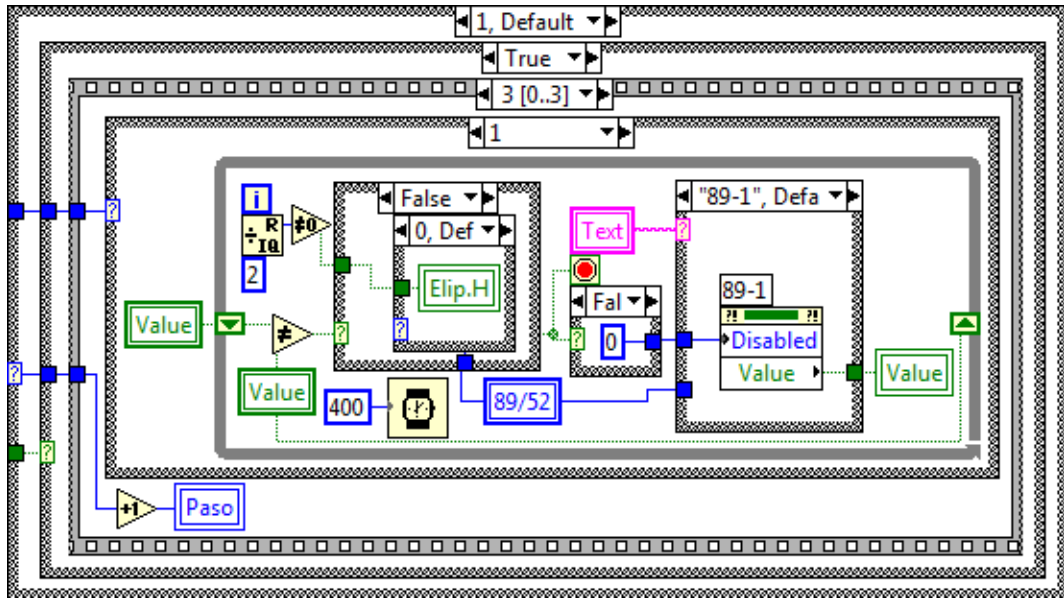 1, Default
True
3 [0..3]
1
i
R
IQ
2
≠0
False
0, Def
Elip.H
Text
"89-1", Defa
Fal
0
89-1
?! ?!
Disabled
Value
Value
≠
Value
Value
400
89/52
+1
Paso
?
?
?
?
?
?
?